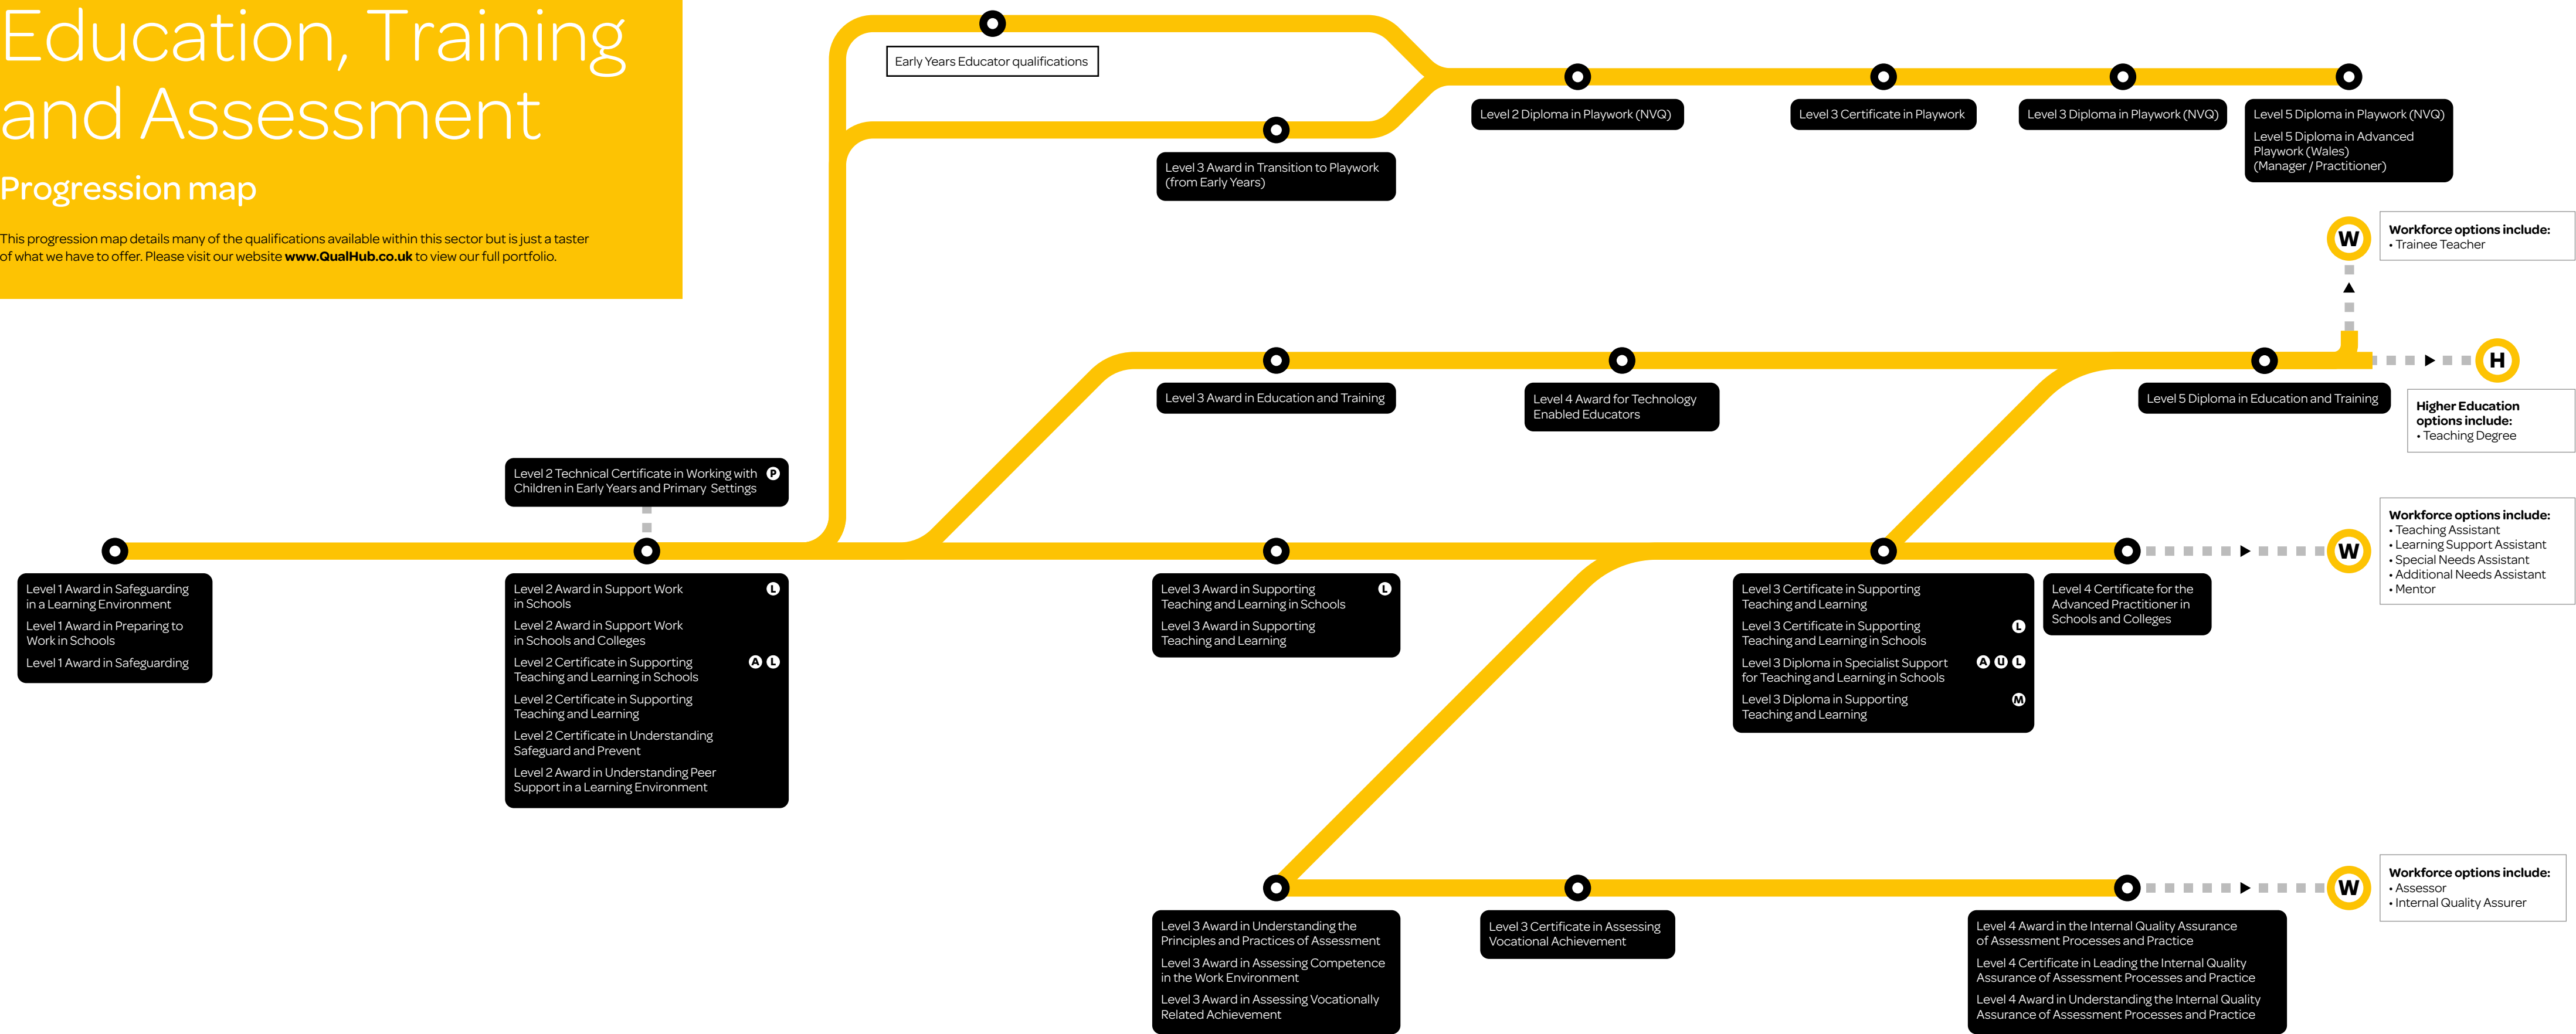 Education, Training
and Assessment
Progression map
This progression map details many of the qualifications available within this sector but is just a taster
of what we have to offer. Please visit our website www.QualHub.co.uk to view our full portfolio.
Early Years Educator qualifications
Level 3 Award in Transition to Playwork
(from Early Years)
Level 2 Diploma in Playwork (NVQ)
Level 3 Certificate in Playwork
Level 3 Diploma in Playwork (NVQ)
Level 5 Diploma in Playwork (NVQ)
Level 5 Diploma in Advanced
Playwork (Wales)
(Manager / Practitioner)
W
Workforce options include:
• Trainee Teacher
Level 3 Award in Education and Training
Level 4 Award for Technology
Enabled Educators
Level 5 Diploma in Education and Training
H
Higher Education
options include:
• Teaching Degree
Level 2 Technical Certificate in Working with P
Children in Early Years and Primary Settings
Level 1 Award in Safeguarding
in a Learning Environment
Level 1 Award in Preparing to
Work in Schools
Level 1 Award in Safeguarding
Level 2 Award in Support Work L
in Schools
Level 2 Award in Support Work
in Schools and Colleges
Level 2 Certificate in Supporting A L
Teaching and Learning in Schools
Level 2 Certificate in Supporting
Teaching and Learning
Level 2 Certificate in Understanding
Safeguard and Prevent
Level 2 Award in Understanding Peer
Support in a Learning Environment
Level 3 Award in Supporting L
Teaching and Learning in Schools
Level 3 Award in Supporting
Teaching and Learning
Level 3 Certificate in Supporting
Teaching and Learning
Level 3 Certificate in Supporting L
Teaching and Learning in Schools
Level 3 Diploma in Specialist Support A U L
for Teaching and Learning in Schools
Level 3 Diploma in Supporting M
Teaching and Learning
Level 4 Certificate for the
Advanced Practitioner in
Schools and Colleges
W
Workforce options include:
• Teaching Assistant
• Learning Support Assistant
• Special Needs Assistant
• Additional Needs Assistant
• Mentor
Level 3 Award in Understanding the
Principles and Practices of Assessment
Level 3 Award in Assessing Competence
in the Work Environment
Level 3 Award in Assessing Vocationally
Related Achievement
Level 3 Certificate in Assessing
Vocational Achievement
Level 4 Award in the Internal Quality Assurance
of Assessment Processes and Practice
Level 4 Certificate in Leading the Internal Quality
Assurance of Assessment Processes and Practice
Level 4 Award in Understanding the Internal Quality
Assurance of Assessment Processes and Practice
W
Workforce options include:
• Assessor
• Internal Quality Assurer